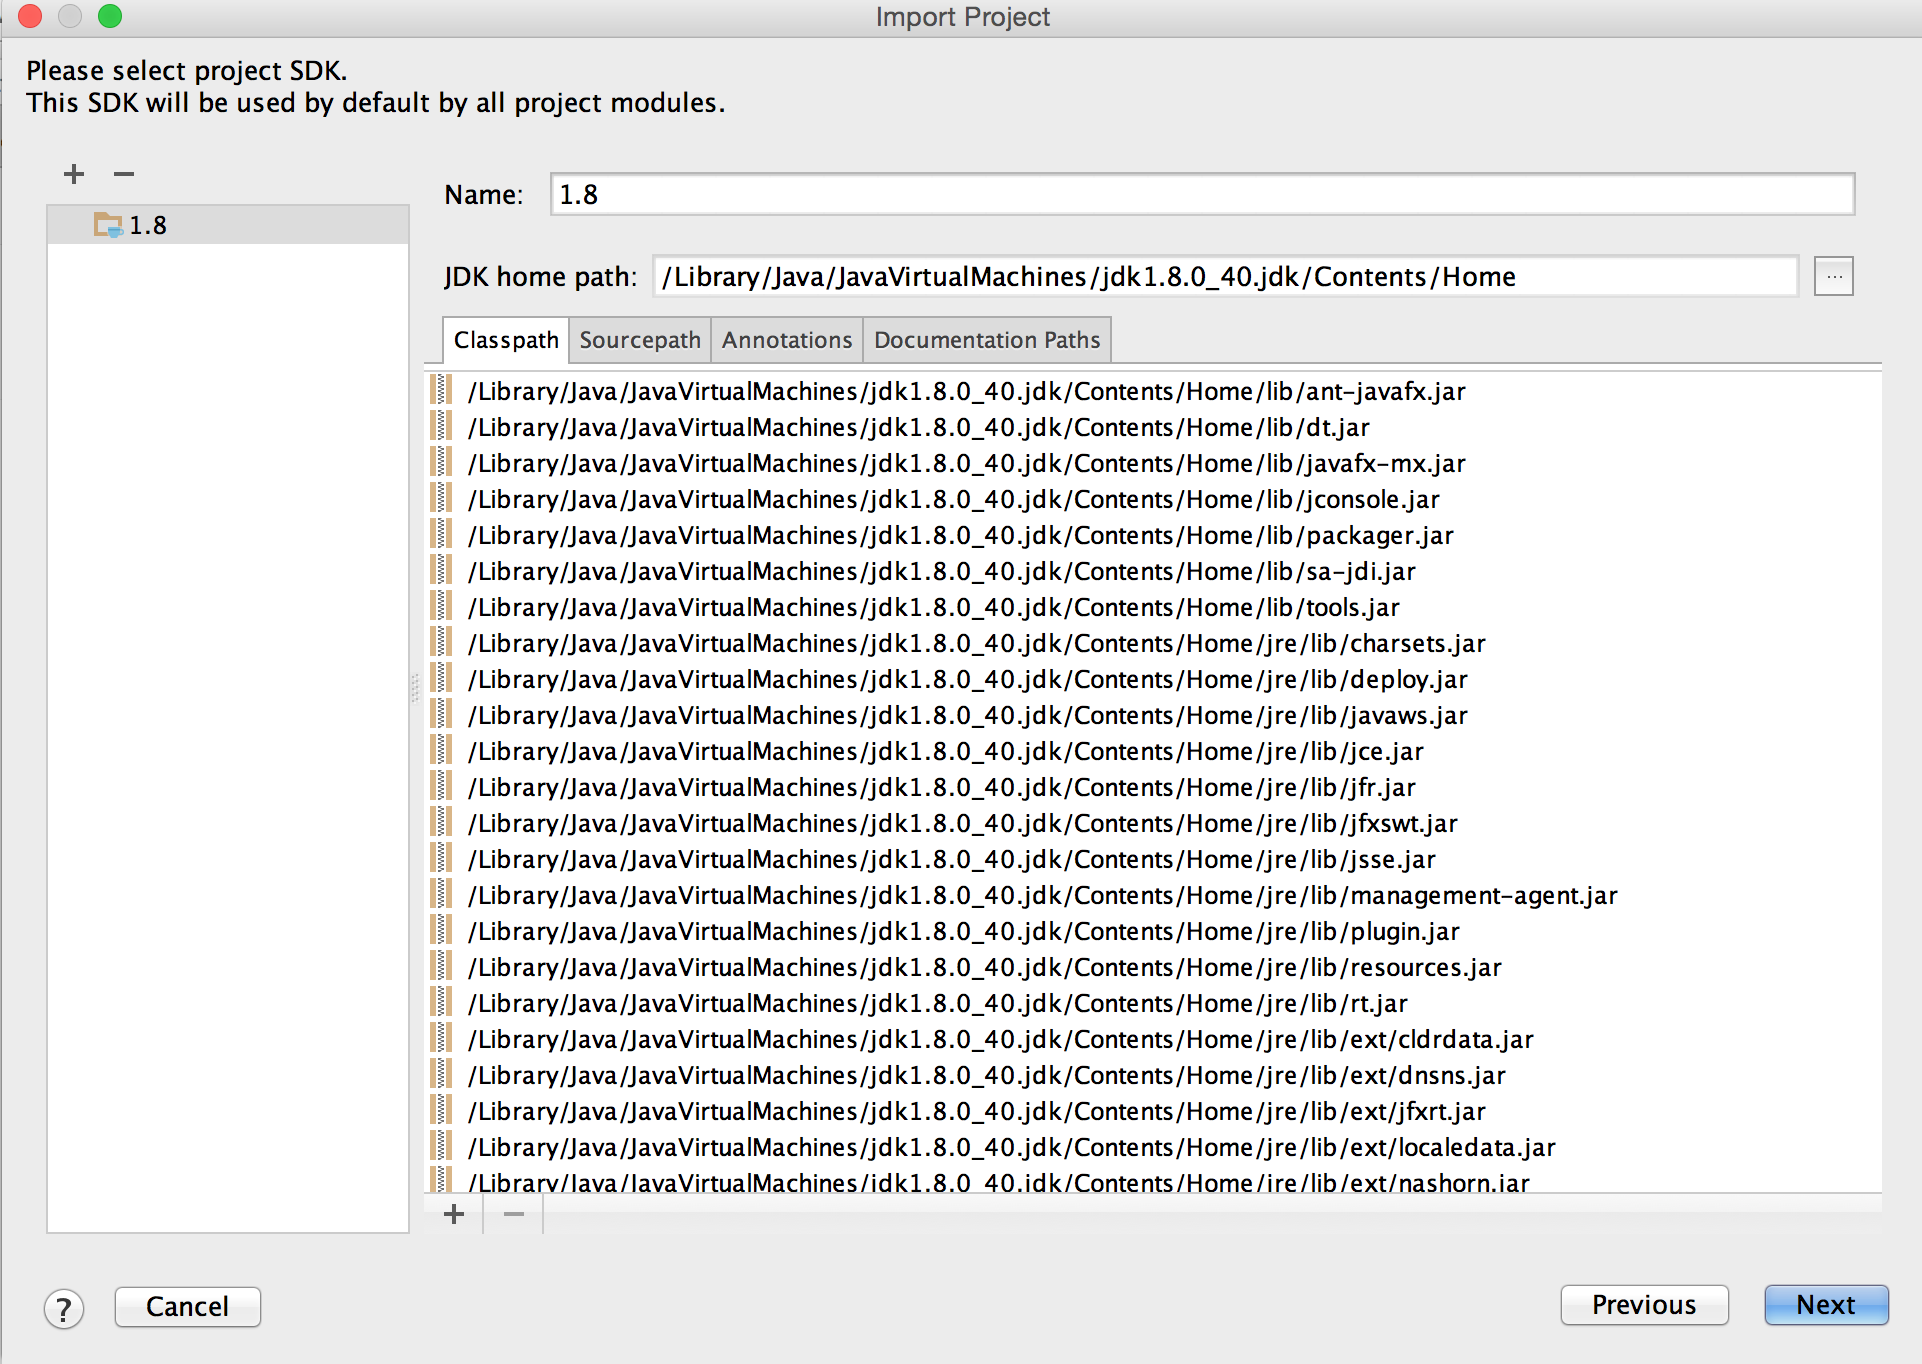 Import Project
Please select project SDK.
This SDK will be used by default by all project modules.
+ −
1.8
Name: 1.8
JDK home path: /Library/Java/JavaVirtualMachines/jdk1.8.0_40.jdk/Contents/Home ...
Classpath Sourcepath Annotations Documentation Paths
/Library/Java/JavaVirtualMachines/jdk1.8.0_40.jdk/Contents/Home/lib/ant-javafx.jar
/Library/Java/JavaVirtualMachines/jdk1.8.0_40.jdk/Contents/Home/lib/dt.jar
/Library/Java/JavaVirtualMachines/jdk1.8.0_40.jdk/Contents/Home/lib/javafx-mx.jar
/Library/Java/JavaVirtualMachines/jdk1.8.0_40.jdk/Contents/Home/lib/jconsole.jar
/Library/Java/JavaVirtualMachines/jdk1.8.0_40.jdk/Contents/Home/lib/packager.jar
/Library/Java/JavaVirtualMachines/jdk1.8.0_40.jdk/Contents/Home/lib/sa-jdi.jar
/Library/Java/JavaVirtualMachines/jdk1.8.0_40.jdk/Contents/Home/lib/tools.jar
/Library/Java/JavaVirtualMachines/jdk1.8.0_40.jdk/Contents/Home/jre/lib/charsets.jar
/Library/Java/JavaVirtualMachines/jdk1.8.0_40.jdk/Contents/Home/jre/lib/deploy.jar
/Library/Java/JavaVirtualMachines/jdk1.8.0_40.jdk/Contents/Home/jre/lib/javaws.jar
/Library/Java/JavaVirtualMachines/jdk1.8.0_40.jdk/Contents/Home/jre/lib/jce.jar
/Library/Java/JavaVirtualMachines/jdk1.8.0_40.jdk/Contents/Home/jre/lib/jfr.jar
/Library/Java/JavaVirtualMachines/jdk1.8.0_40.jdk/Contents/Home/jre/lib/jfxswt.jar
/Library/Java/JavaVirtualMachines/jdk1.8.0_40.jdk/Contents/Home/jre/lib/jsse.jar
/Library/Java/JavaVirtualMachines/jdk1.8.0_40.jdk/Contents/Home/jre/lib/management-agent.jar
/Library/Java/JavaVirtualMachines/jdk1.8.0_40.jdk/Contents/Home/jre/lib/plugin.jar
/Library/Java/JavaVirtualMachines/jdk1.8.0_40.jdk/Contents/Home/jre/lib/resources.jar
/Library/Java/JavaVirtualMachines/jdk1.8.0_40.jdk/Contents/Home/jre/lib/rt.jar
/Library/Java/JavaVirtualMachines/jdk1.8.0_40.jdk/Contents/Home/jre/lib/ext/cldrdata.jar
/Library/Java/JavaVirtualMachines/jdk1.8.0_40.jdk/Contents/Home/jre/lib/ext/dnsns.jar
/Library/Java/JavaVirtualMachines/jdk1.8.0_40.jdk/Contents/Home/jre/lib/ext/jfxrt.jar
/Library/Java/JavaVirtualMachines/jdk1.8.0_40.jdk/Contents/Home/jre/lib/ext/localedata.jar
/Library/Java/JavaVirtualMachines/jdk1.8.0_40.jdk/Contents/Home/jre/lib/ext/nashorn.jar
+ −
? Cancel Previous Next